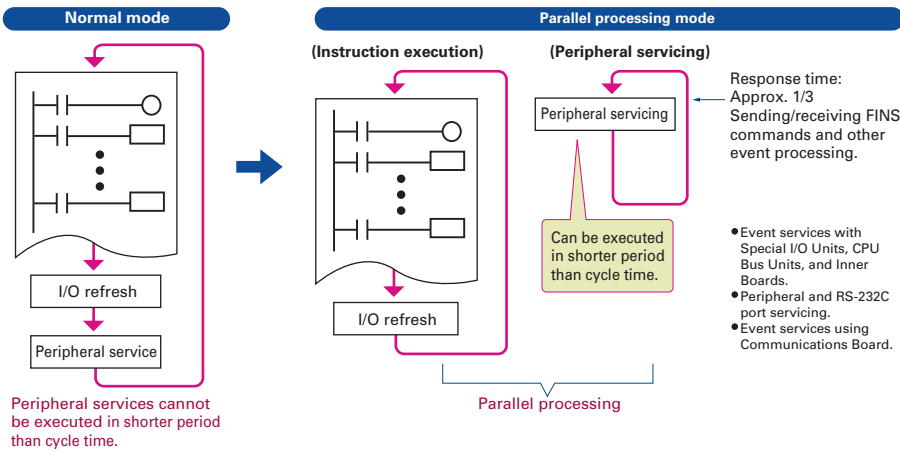 Normal mode
I/O refresh
Peripheral service
Peripheral services cannot
be executed in shorter period
than cycle time.
Parallel processing mode
(Instruction execution)
I/O refresh
(Peripheral servicing)
Peripheral servicing
Can be executed
in shorter period
than cycle time.
Parallel processing
Response time:
Approx. 1/3
Sending/receiving FINS
commands and other
event processing.
●Event services with
Special I/O Units, CPU
Bus Units, and Inner
Boards.
●Peripheral and RS-232C
port servicing.
●Event services using
Communications Board.